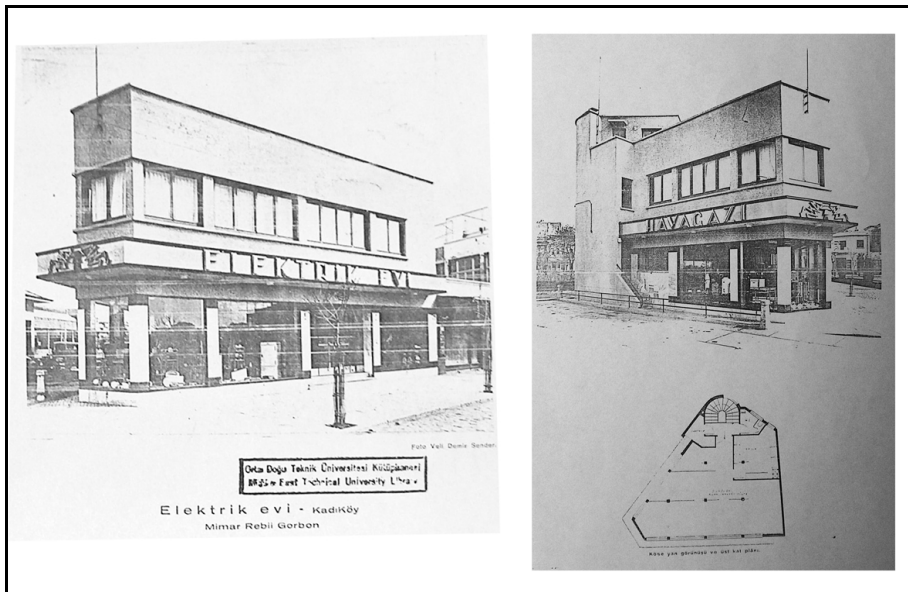 ELEKTRİK EVİ
Foto Veli Demir Sonder.
Orta Doğu Teknik Üniversitesi Kütüphanesi
Middle East Technical University Library
Elektrik evi - Kadıköy
Mimar Rebii Gorbon
HAVAGAZI
Köşe yan görünüşü ve üst kat plânı